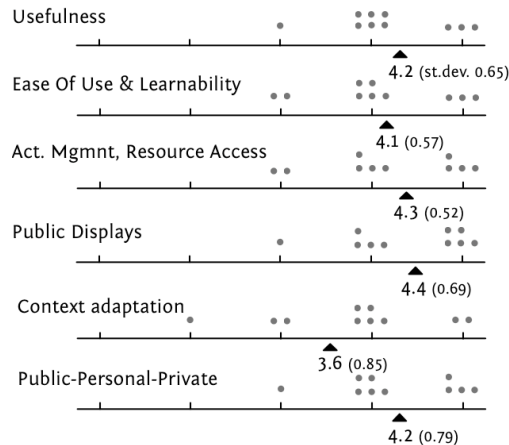 Usefulness
4.2 (st.dev. 0.65)
Ease Of Use & Learnability
4.1 (0.57)
Act. Mgmnt, Resource Access
4.3 (0.52)
Public Displays
4.4 (0.69)
Context adaptation
3.6 (0.85)
Public-Personal-Private
4.2 (0.79)